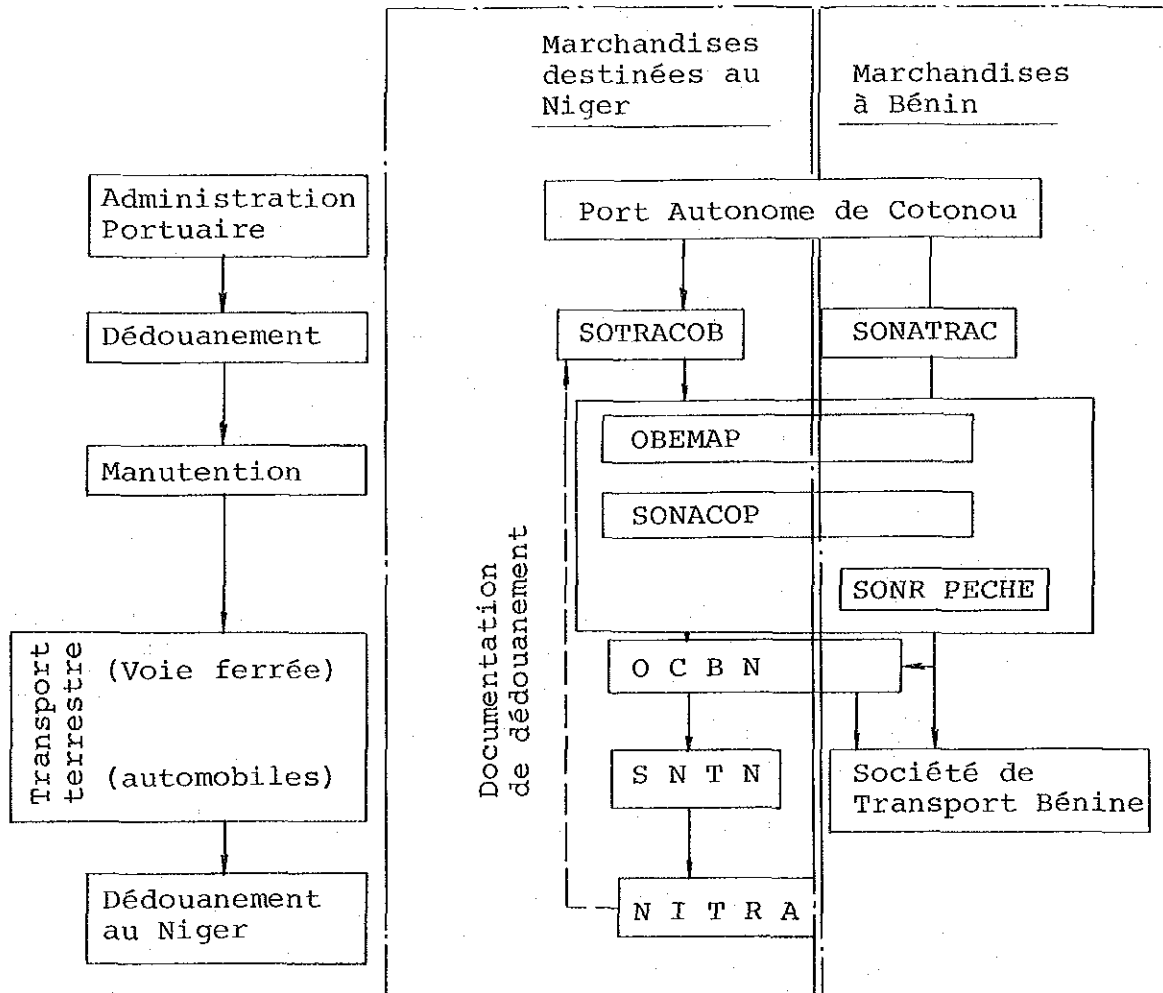 Marchandises
destinées au
Niger
Marchandises
à Bénin
Administration
Portuaire
Port Autonome de Cotonou
Dédouanement
SOTRACOB
SONATRAC
Manutention
OBEMAP
SONACOP
SONR PECHE
Documentation
de dédouanement
Transport
terrestre
(Voie ferrée)
(automobiles)
O C B N
S N T N
Société de
Transport Bénine
Dédouanement
au Niger
N I T R A